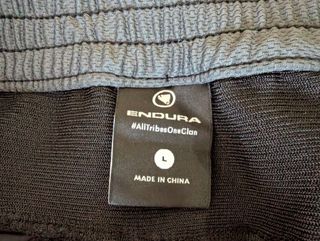 ENDURA
#AllTribesOneClan
L
MADE IN CHINA